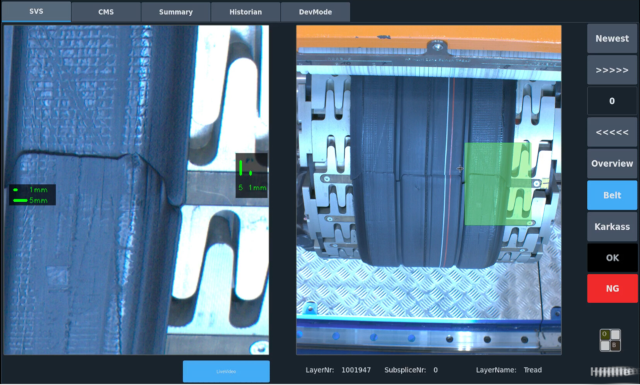 SVS CMS Summary Historian DevMode
Newest
>>>>>
0
<<<<<
Overview
Belt
Karkass
OK
NG
1mm
5mm
5 1mm
LayerNr: 1001947 SubspliceNr: 0 LayerName: Tread